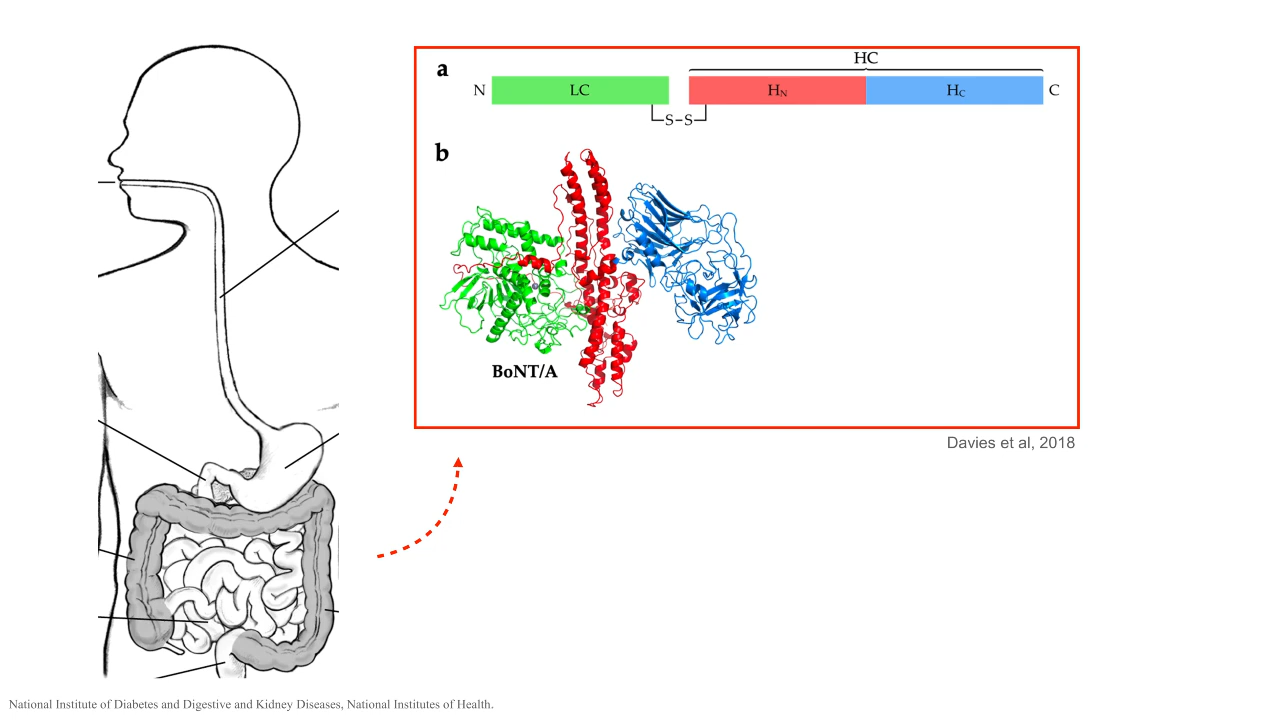 HC
a
N LC HN HC C
S-S
b
BoNT/A
Davies et al, 2018
National Institute of Diabetes and Digestive and Kidney Diseases, National Institutes of Health.